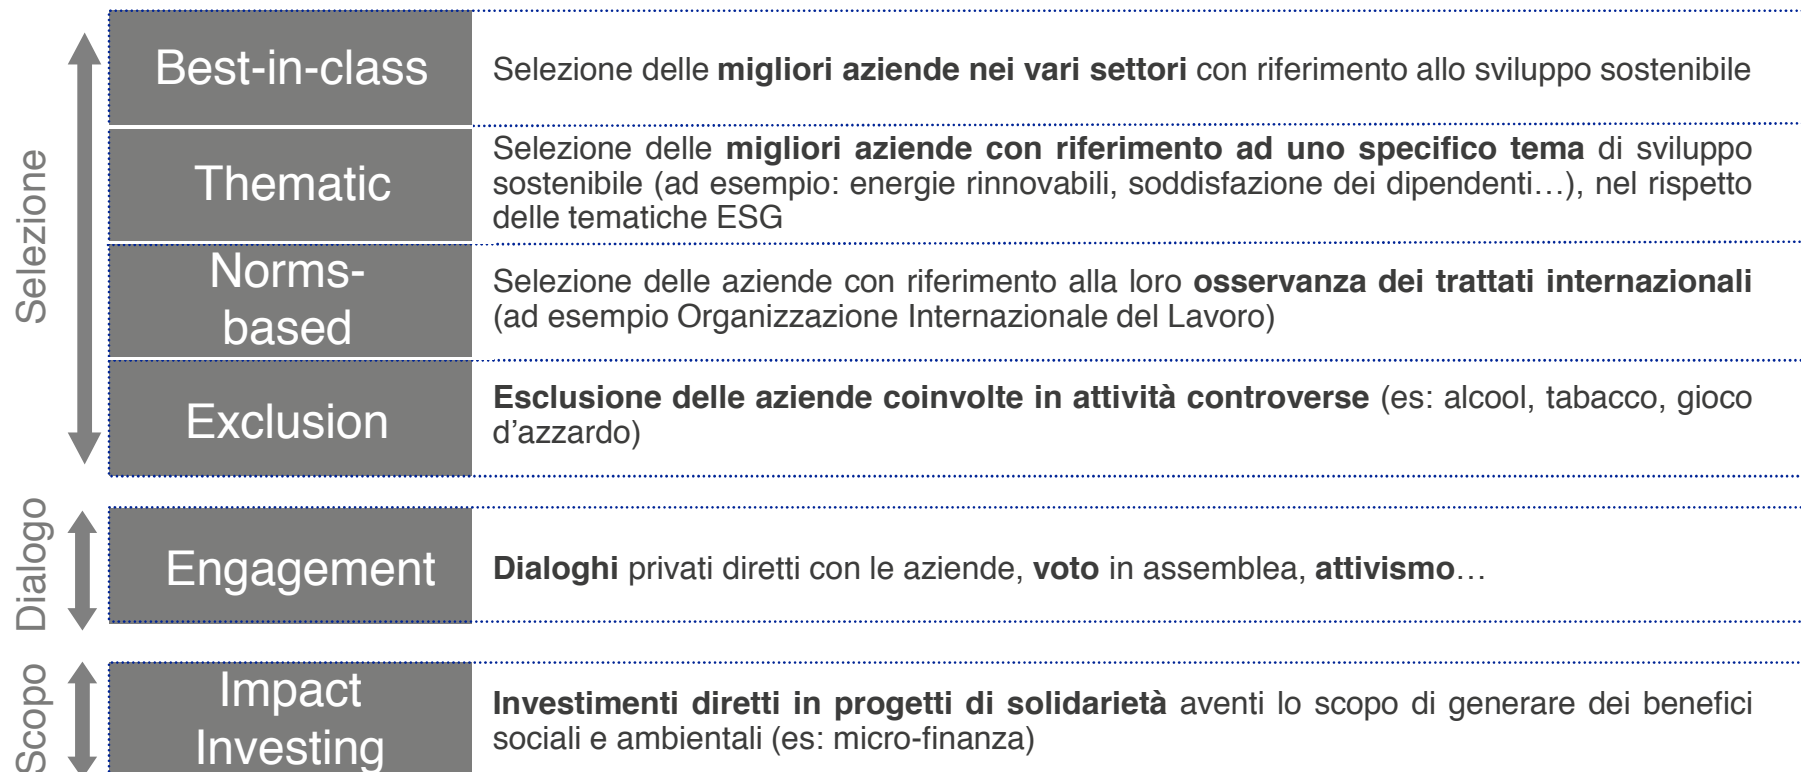 Selezione
Best-in-class
Selezione delle migliori aziende nei vari settori con riferimento allo sviluppo sostenibile
Thematic
Selezione delle migliori aziende con riferimento ad uno specifico tema di sviluppo
sostenibile (ad esempio: energie rinnovabili, soddisfazione dei dipendenti…), nel rispetto
delle tematiche ESG
Norms-
based
Selezione delle aziende con riferimento alla loro osservanza dei trattati internazionali
(ad esempio Organizzazione Internazionale del Lavoro)
Exclusion
Esclusione delle aziende coinvolte in attività controverse (es: alcool, tabacco, gioco
d’azzardo)
Dialogo
Engagement
Dialoghi privati diretti con le aziende, voto in assemblea, attivismo…
Scopo
Impact
Investing
Investimenti diretti in progetti di solidarietà aventi lo scopo di generare dei benefici
sociali e ambientali (es: micro-finanza)